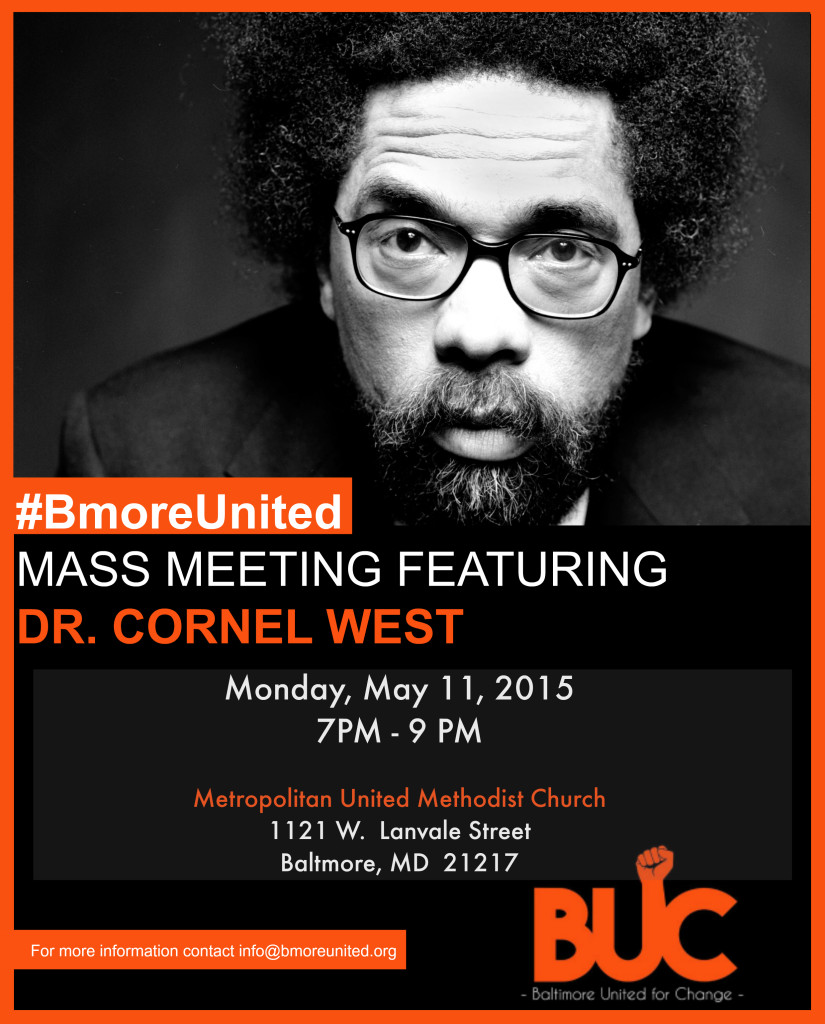 #BmoreUnited
MASS MEETING FEATURING
DR. CORNEL WEST
Monday, May 11, 2015
7PM - 9 PM
Metropolitan United Methodist Church
1121 W. Lanvale Street
Baltmore, MD 21217
For more information contact info@bmoreunited.org
BUC
- Baltimore United for Change -